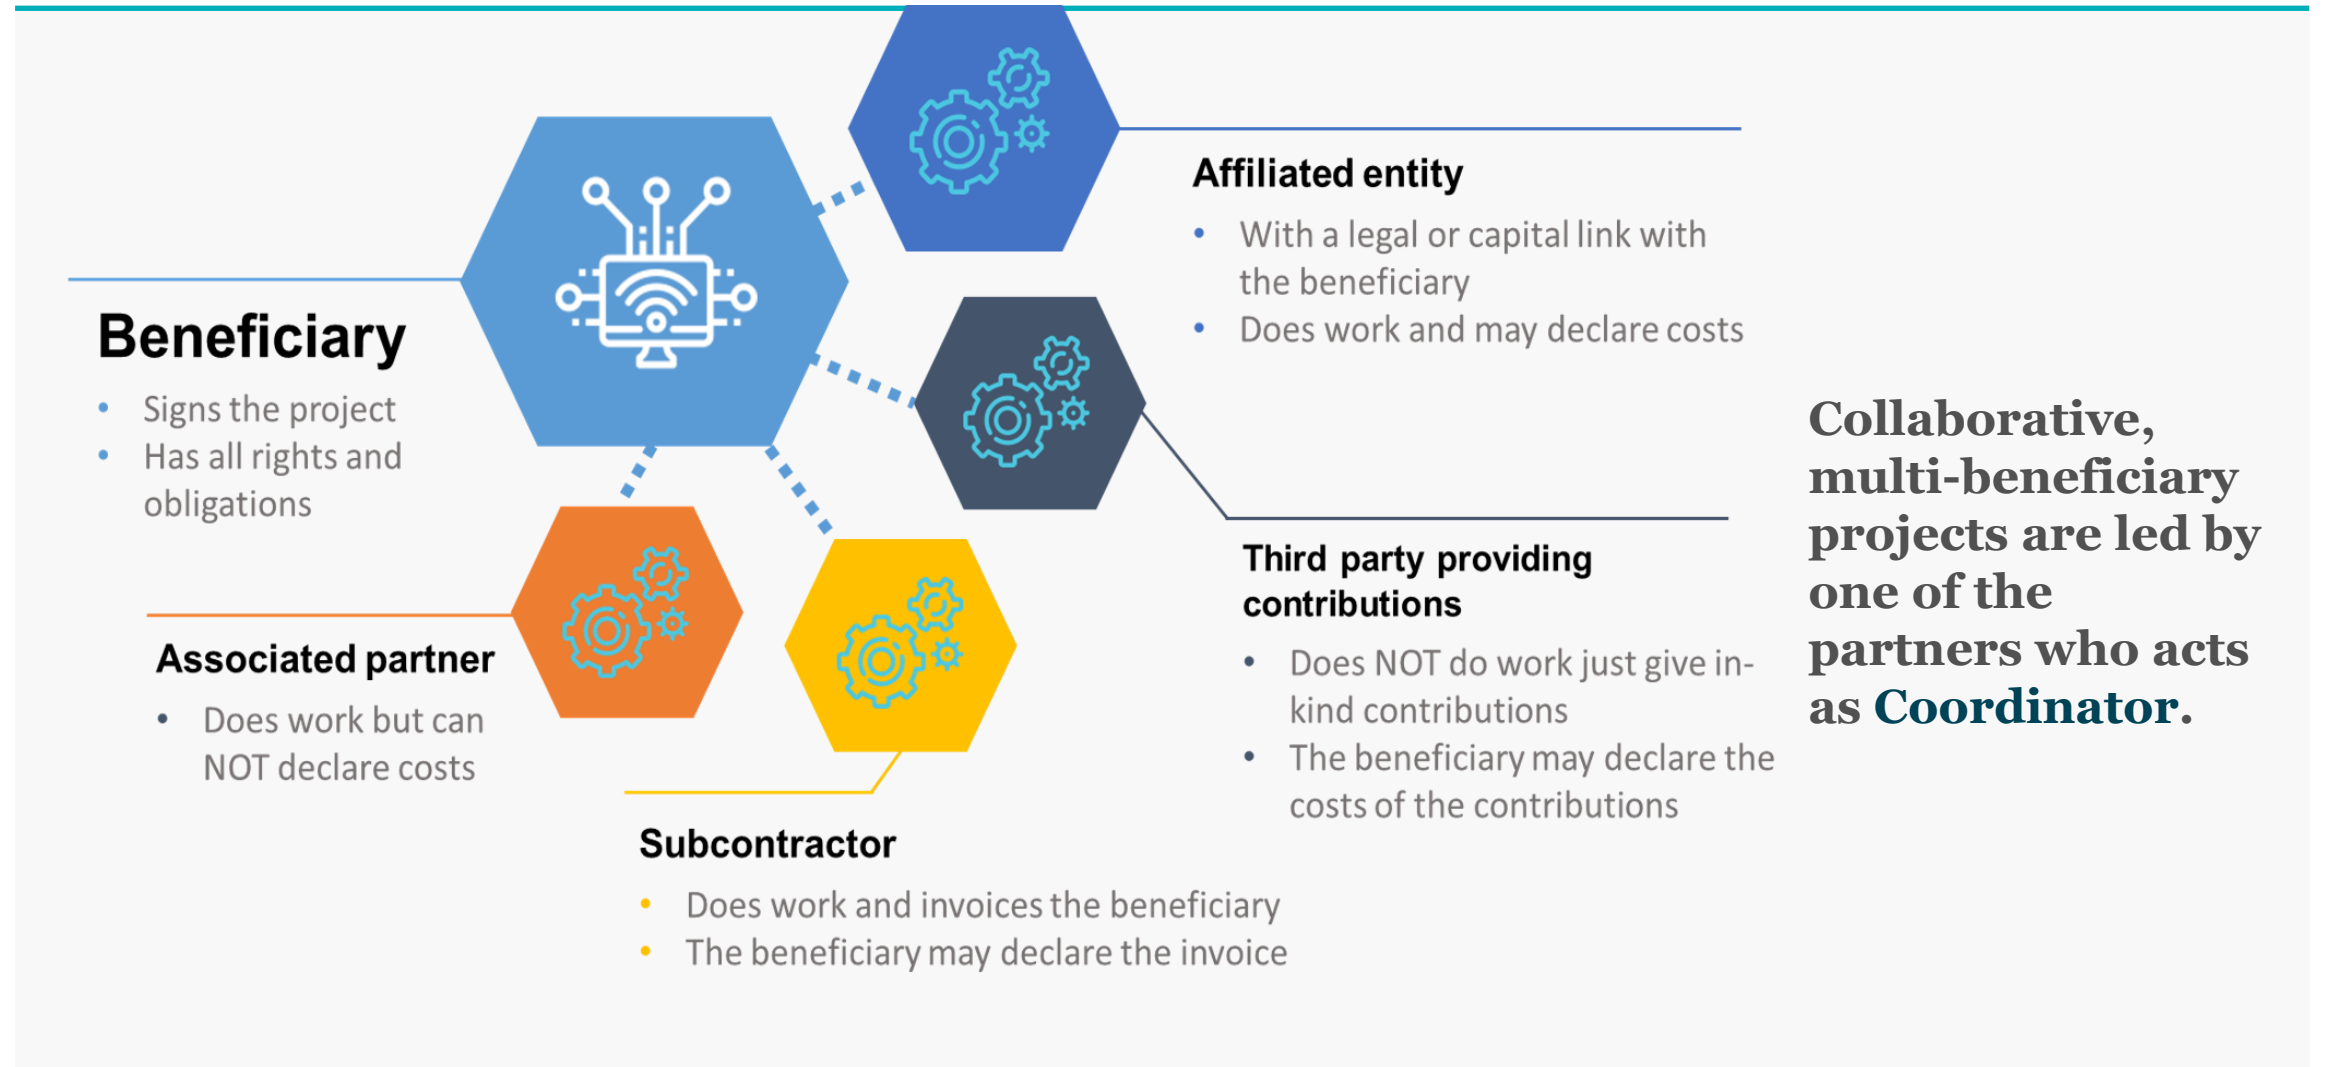 Beneficiary
• Signs the project
• Has all rights and
obligations
Affiliated entity
• With a legal or capital link with
the beneficiary
• Does work and may declare costs
Third party providing
contributions
• Does NOT do work just give in-
kind contributions
• The beneficiary may declare the
costs of the contributions
Associated partner
• Does work but can
NOT declare costs
Subcontractor
• Does work and invoices the beneficiary
• The beneficiary may declare the invoice
Collaborative,
multi-beneficiary
projects are led by
one of the
partners who acts
as Coordinator.